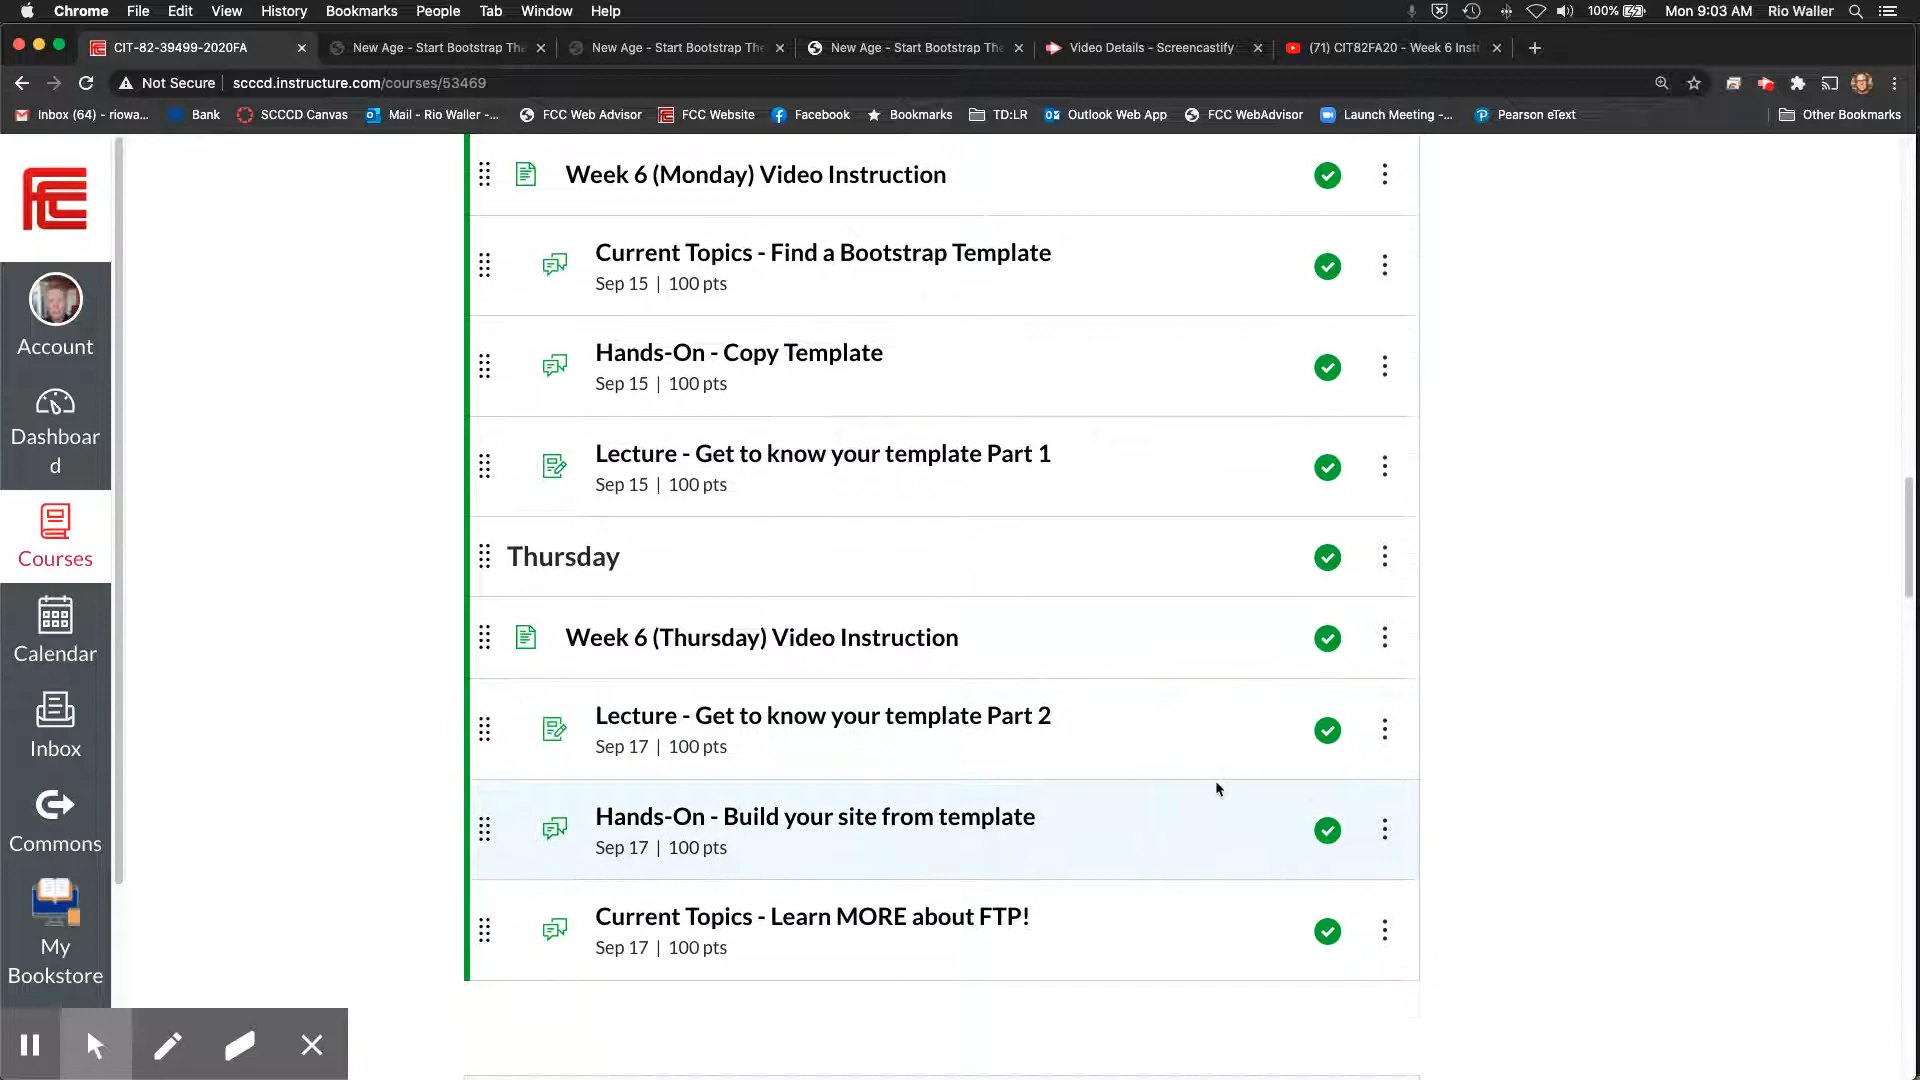 Chrome File Edit View History Bookmarks People Tab Window Help 100% Mon 9:03 AM Rio Waller
CIT-82-39499-2020FA New Age - Start Bootstrap The New Age - Start Bootstrap The New Age - Start Bootstrap The Video Details - Screencastify (71) CIT82FA20 - Week 6 Inst
Not Secure scccd.instructure.com/courses/53469
Inbox (64) - riowa... Bank SCCCD Canvas Mail - Rio Waller -... FCC Web Advisor FCC Website Facebook Bookmarks TD:LR Outlook Web App FCC WebAdvisor Launch Meeting -... Pearson eText Other Bookmarks
FCC
Account
Dashboar
d
Courses
Calendar
Inbox
Commons
My
Bookstore
Week 6 (Monday) Video Instruction
Current Topics - Find a Bootstrap Template
Sep 15 | 100 pts
Hands-On - Copy Template
Sep 15 | 100 pts
Lecture - Get to know your template Part 1
Sep 15 | 100 pts
Thursday
Week 6 (Thursday) Video Instruction
Lecture - Get to know your template Part 2
Sep 17 | 100 pts
Hands-On - Build your site from template
Sep 17 | 100 pts
Current Topics - Learn MORE about FTP!
Sep 17 | 100 pts